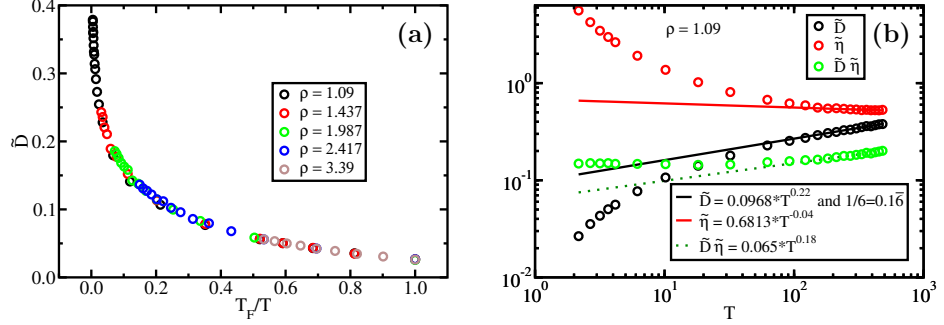 (a)
D̃
0.4
0.3
0.2
0.1
0.0
ρ = 1.09
ρ = 1.437
ρ = 1.987
ρ = 2.417
ρ = 3.39
0.0 0.2 0.4 0.6 0.8 1.0
T_F/T
(b)
ρ = 1.09
D̃
η̃
D̃ η̃
10^0
10^-1
10^-2
D̃ = 0.0968*T^0.22 and 1/6=0.16̅
η̃ = 0.6813*T^-0.04
D̃ η̃ = 0.065*T^0.18
10^0 10^1 10^2 10^3
T